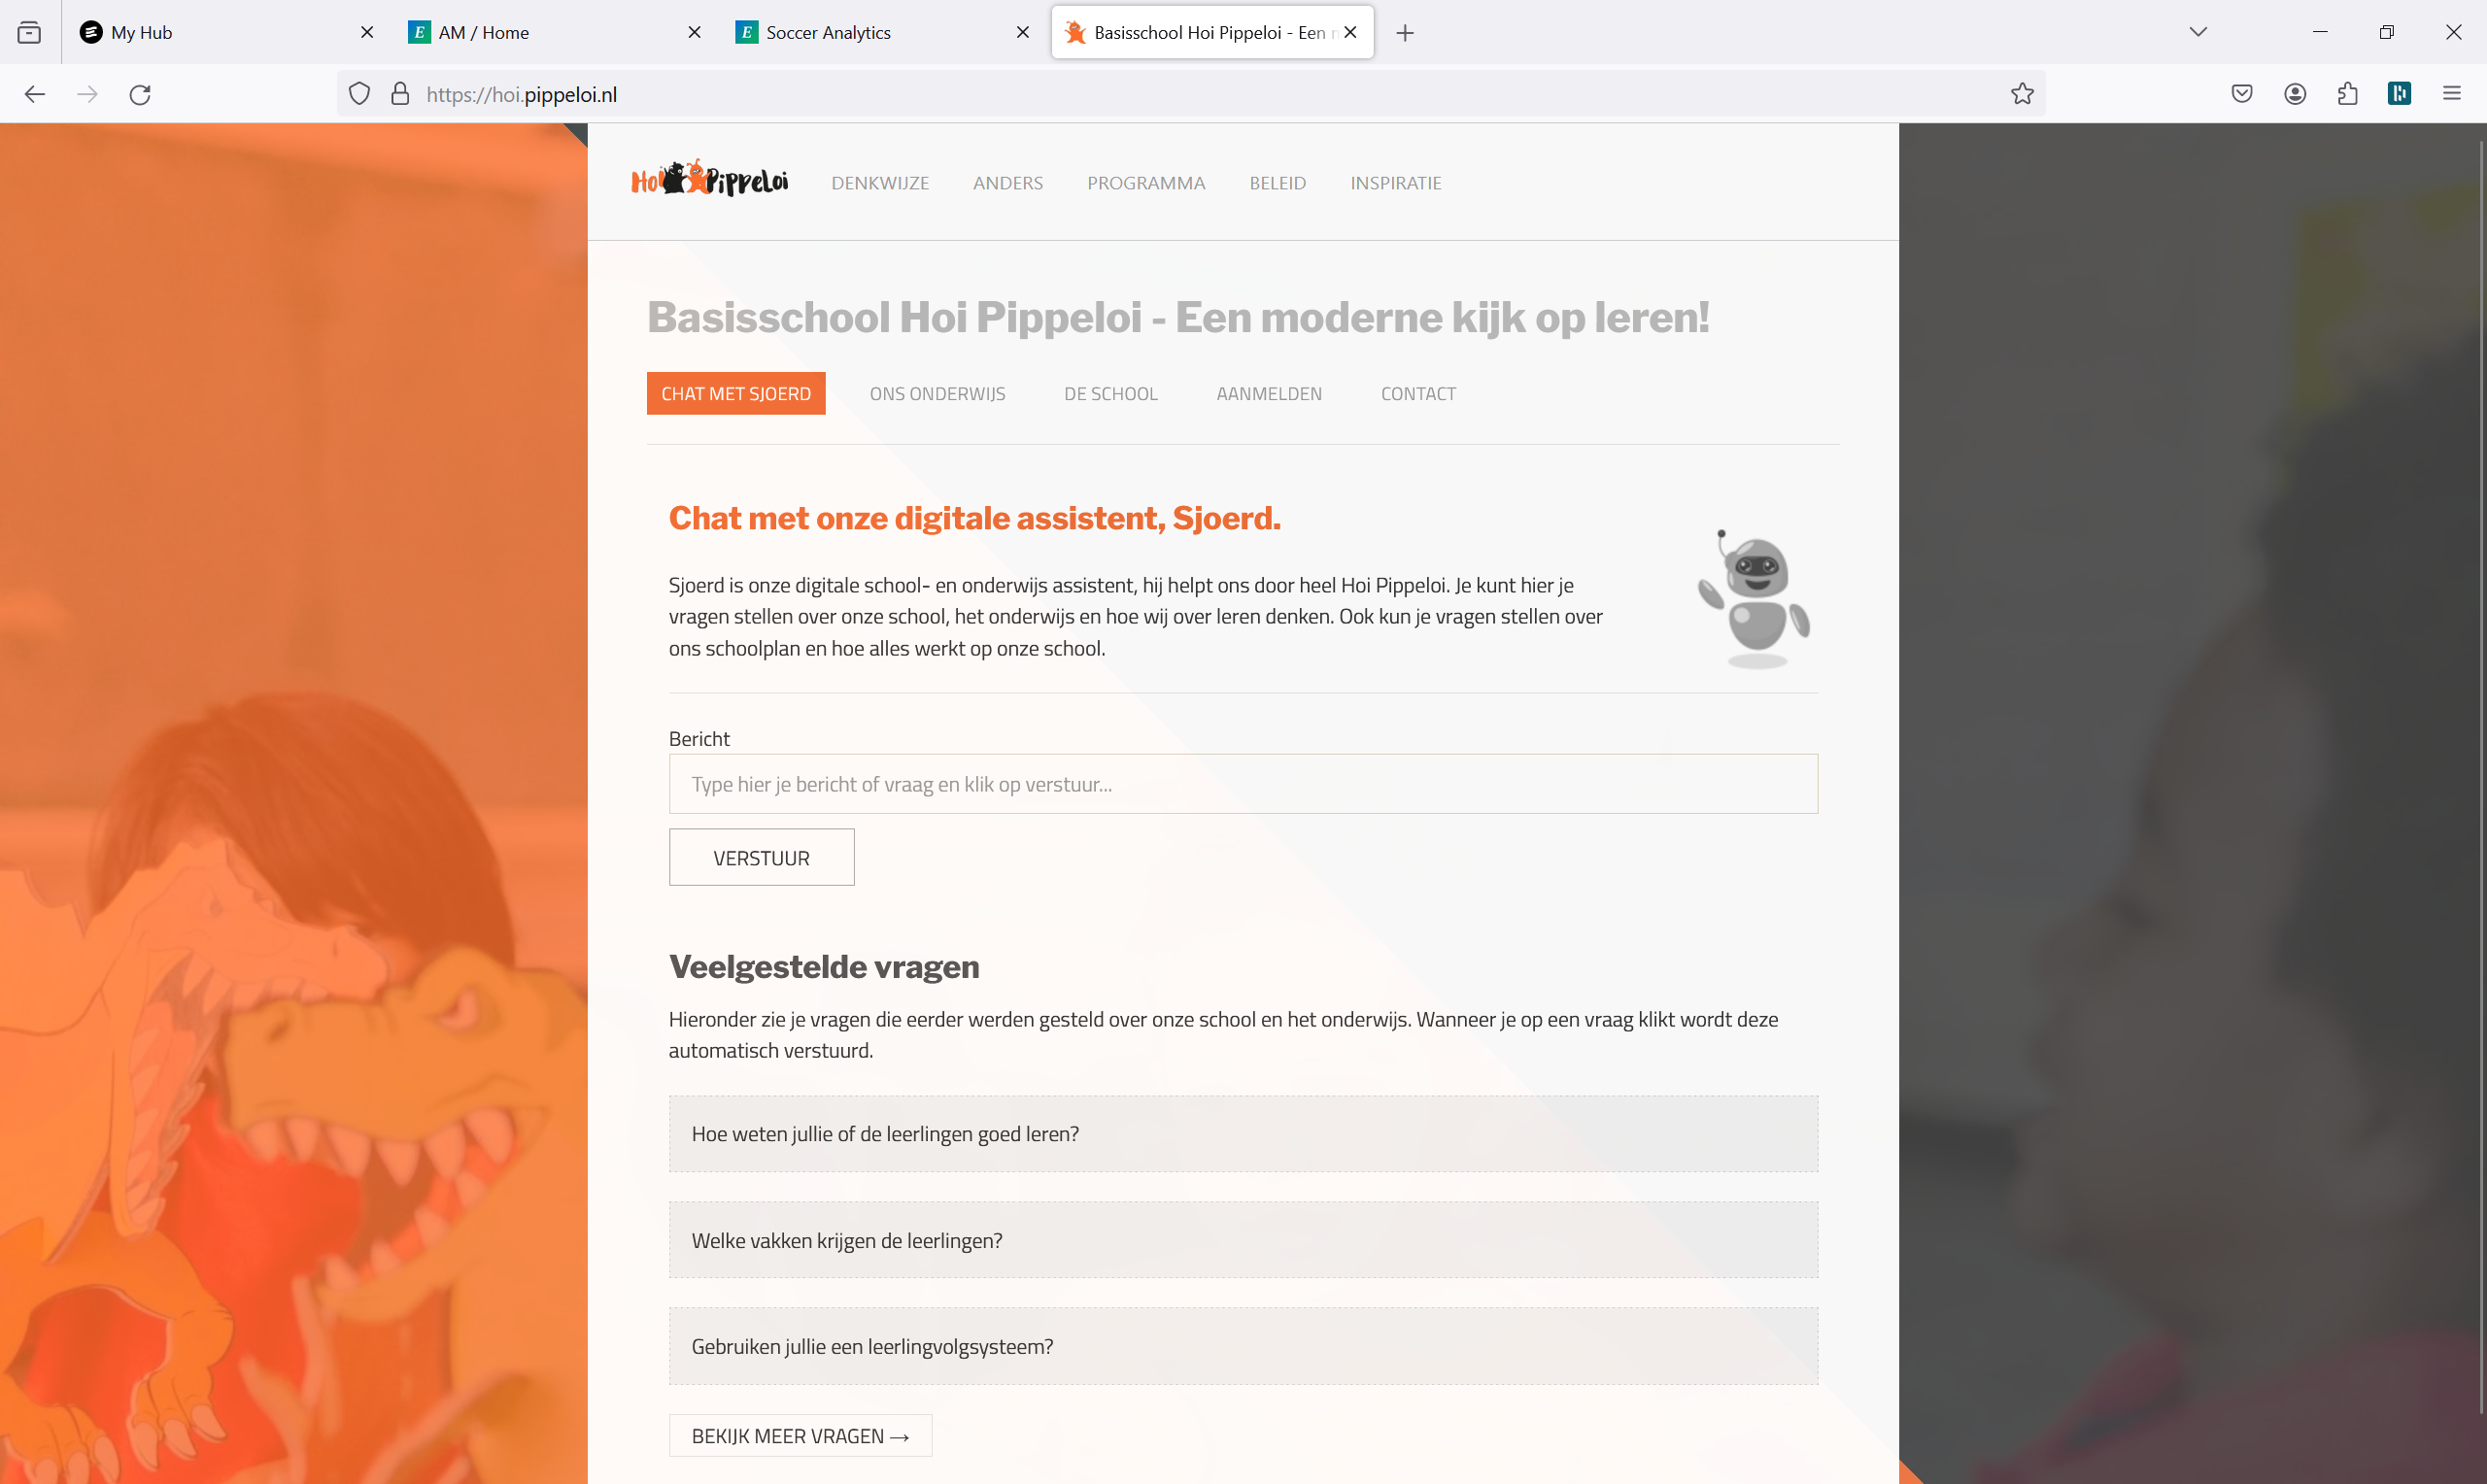 My Hub
AM / Home
Soccer Analytics
Basisschool Hoi Pippeloi - Een
https://hoi.pippeloi.nl
Hoi Pippeloi
DENKWIJZE
ANDERS
PROGRAMMA
BELEID
INSPIRATIE
Basisschool Hoi Pippeloi - Een moderne kijk op leren!
CHAT MET SJOERD
ONS ONDERWIJS
DE SCHOOL
AANMELDEN
CONTACT
Chat met onze digitale assistent, Sjoerd.
Sjoerd is onze digitale school- en onderwijs assistent, hij helpt ons door heel Hoi Pippeloi. Je kunt hier je
vragen stellen over onze school, het onderwijs en hoe wij over leren denken. Ook kun je vragen stellen over
ons schoolplan en hoe alles werkt op onze school.
Bericht
Type hier je bericht of vraag en klik op verstuur...
VERSTUUR
Veelgestelde vragen
Hieronder zie je vragen die eerder werden gesteld over onze school en het onderwijs. Wanneer je op een vraag klikt wordt deze
automatisch verstuurd.
Hoe weten jullie of de leerlingen goed leren?
Welke vakken krijgen de leerlingen?
Gebruiken jullie een leerlingvolgsysteem?
BEKIJK MEER VRAGEN →